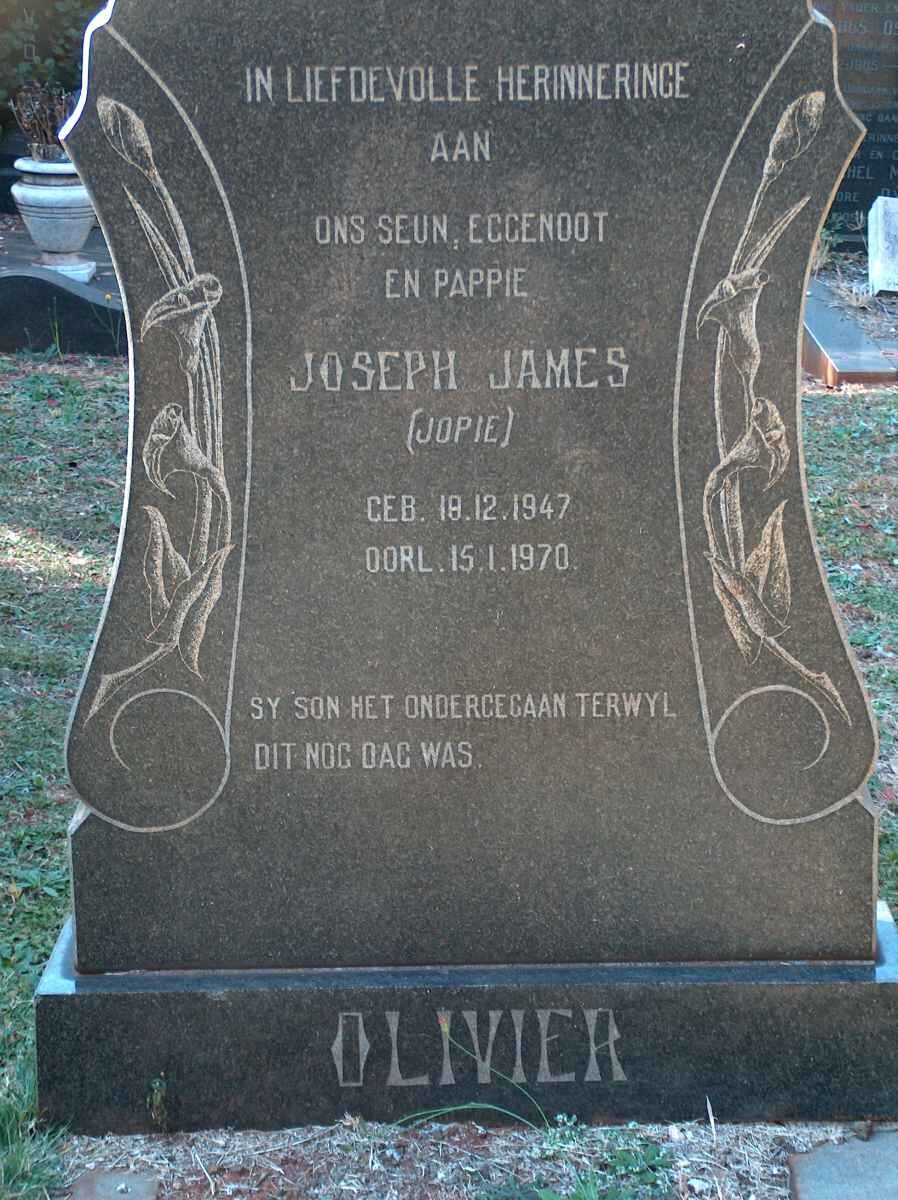 IN LIEFDEVOLLE HERINNERINGE
AAN
ONS SEUN, EGGENOOT
EN PAPPIE
JOSEPH JAMES
(JOPIE)
GEB. 18.12.1947
OORL. 15.1.1970.
SY SON HET ONDERGEGAAN TERWYL
DIT NOG DAG WAS.
OLIVIER